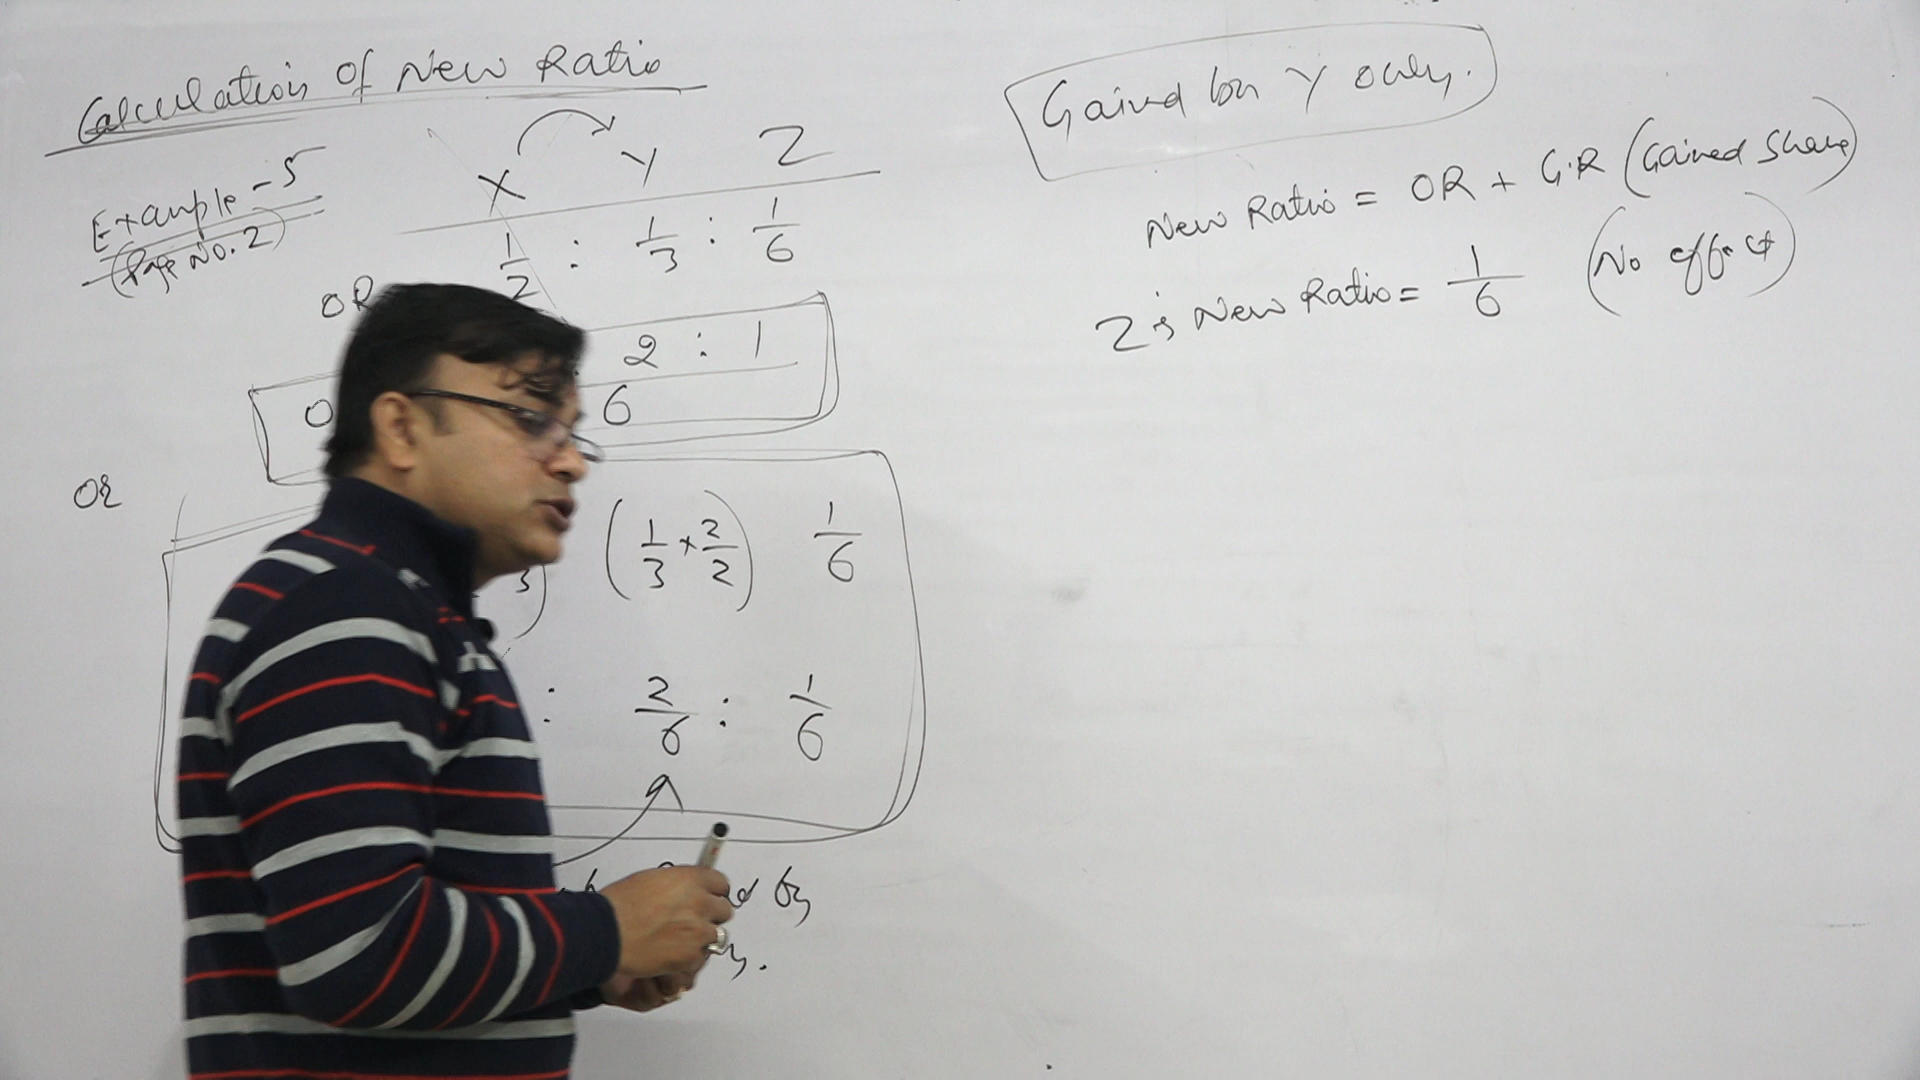 Calculation of New Ratio
Example - 5
(Page No. 2)
X Y Z
1/2 : 1/3 : 1/6
OR
2 : 1
6
OR
(1/3 × 2/2) 1/6
: 2/6 : 1/6
by
Gained by Y only.
New Ratio = OR + G.R (Gained Share)
Z's New Ratio = 1/6 (No effect)